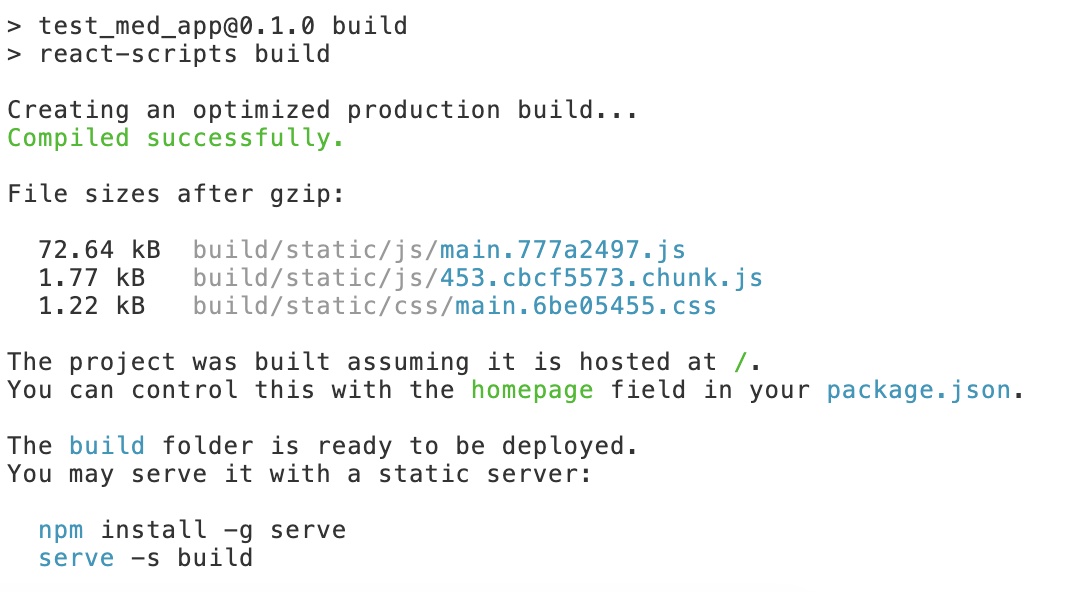 > test_med_app@0.1.0 build
> react-scripts build
Creating an optimized production build...
Compiled successfully.
File sizes after gzip:
72.64 kB  build/static/js/main.777a2497.js
1.77 kB   build/static/js/453.cbcf5573.chunk.js
1.22 kB   build/static/css/main.6be05455.css
The project was built assuming it is hosted at /.
You can control this with the homepage field in your package.json.
The build folder is ready to be deployed.
You may serve it with a static server:
npm install -g serve
serve -s build